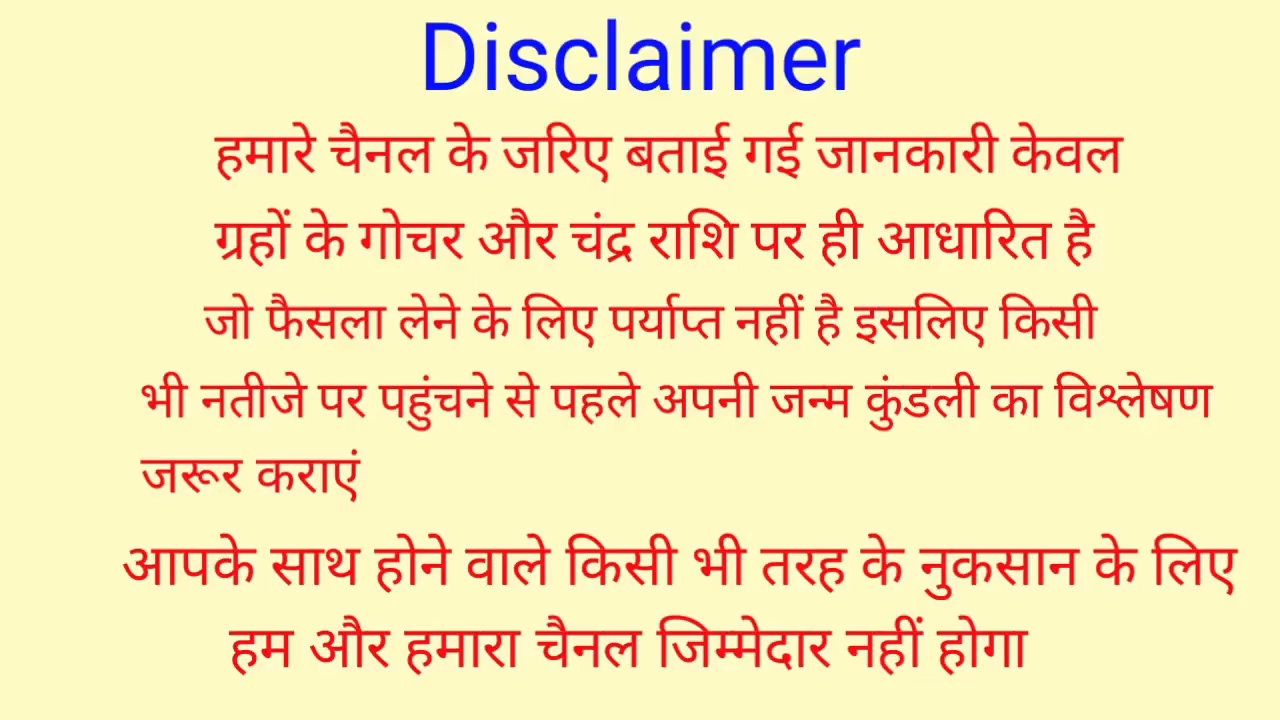 Disclaimer
हमारे चैनल के जरिए बताई गई जानकारी केवल
ग्रहों के गोचर और चंद्र राशि पर ही आधारित है
जो फैसला लेने के लिए पर्याप्त नहीं है इसलिए किसी
भी नतीजे पर पहुंचने से पहले अपनी जन्म कुंडली का विश्लेषण
जरूर कराएं
आपके साथ होने वाले किसी भी तरह के नुकसान के लिए
हम और हमारा चैनल जिम्मेदार नहीं होगा